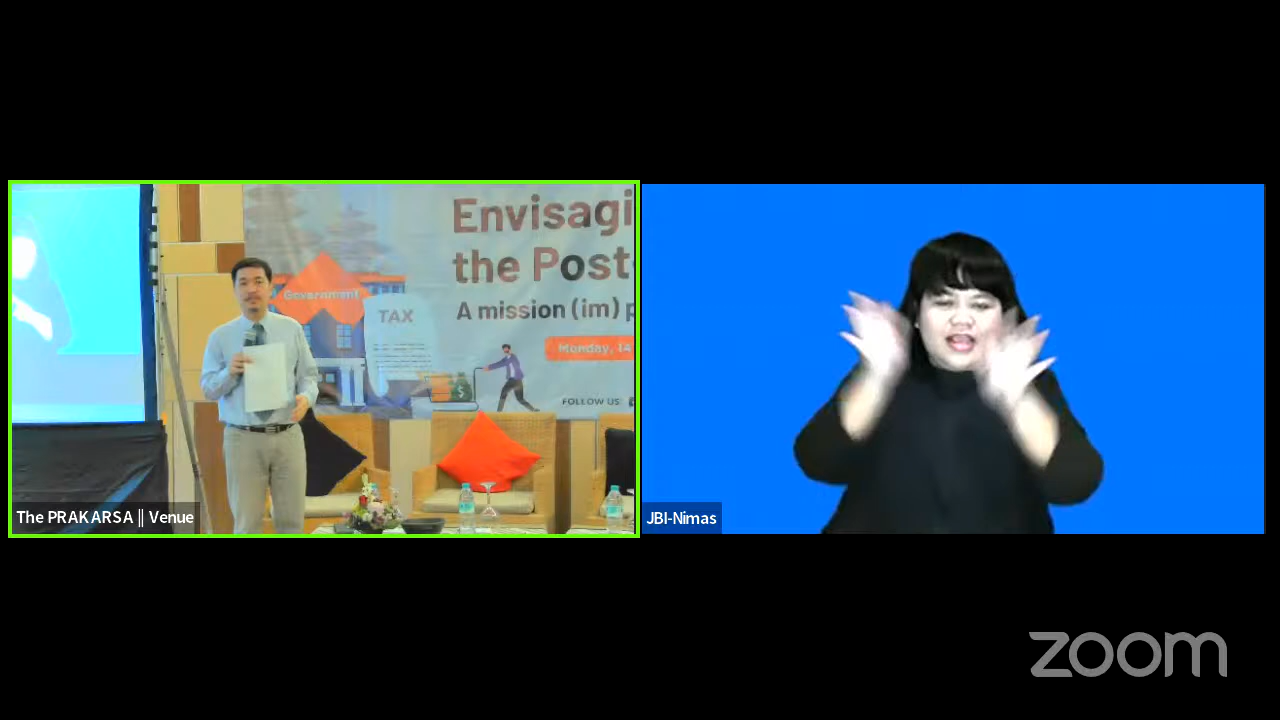 Envisagi
the Post-
A mission (im) p
Monday, 14
Government
TAX
$
FOLLOW US:
The PRAKARSA || Venue
JBI-Nimas
zoom